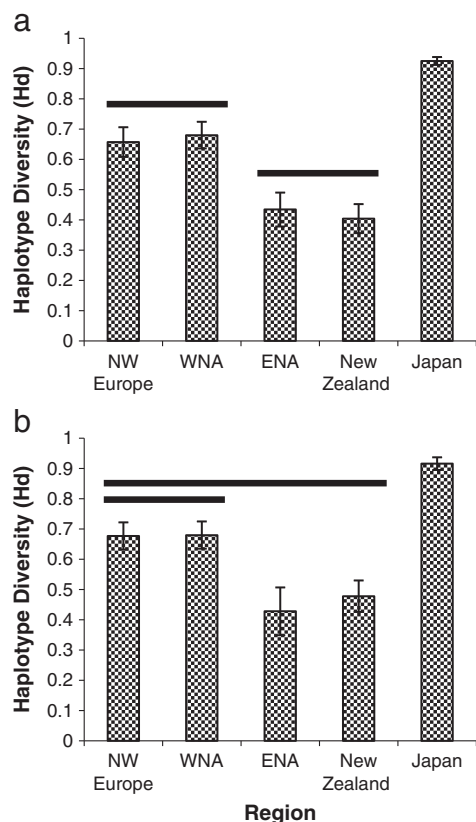 a
Haplotype Diversity (Hd)
1
0.9
0.8
0.7
0.6
0.5
0.4
0.3
0.2
0.1
0
NW Europe
WNA
ENA
New Zealand
Japan
b
Haplotype Diversity (Hd)
1
0.9
0.8
0.7
0.6
0.5
0.4
0.3
0.2
0.1
0
NW Europe
WNA
ENA
New Zealand
Japan
Region